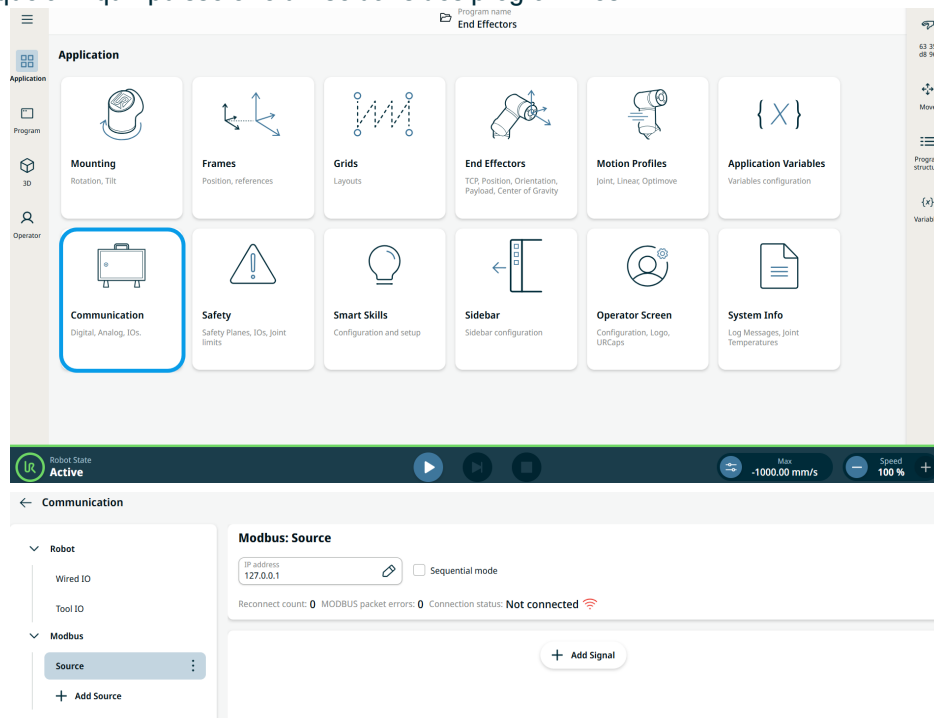 Program name
End Effectors
Application
63 35
Application
Mounting
Rotation, Tilt
Frames
Position, references
Grids
Layouts
End Effectors
TCP, Position, Orientation,
Payload, Center of Gravity
Motion Profiles
Joint, Linear, Optimove
{X}
Application Variables
Variables configuration
Move
Program
3D
Operator
Program
{x}
Communication
Digital, Analog, IOs.
Safety
Safety Planes, IOs, Joint
limits
Smart Skills
Configuration and setup
Sidebar
Sidebar configuration
Operator Screen
Configuration, Logo,
URCaps
System Info
Log Messages, Joint
Temperatures
UR
Robot State
Active
Max
-1000.00 mm/s
Speed
100 %
Communication
Robot
Wired IO
Tool IO
Modbus
Source
Add Source
Modbus: Source
IP address
127.0.0.1
Sequential mode
Reconnect count: 0 MODBUS packet errors: 0 Connection status: Not connected
Add Signal